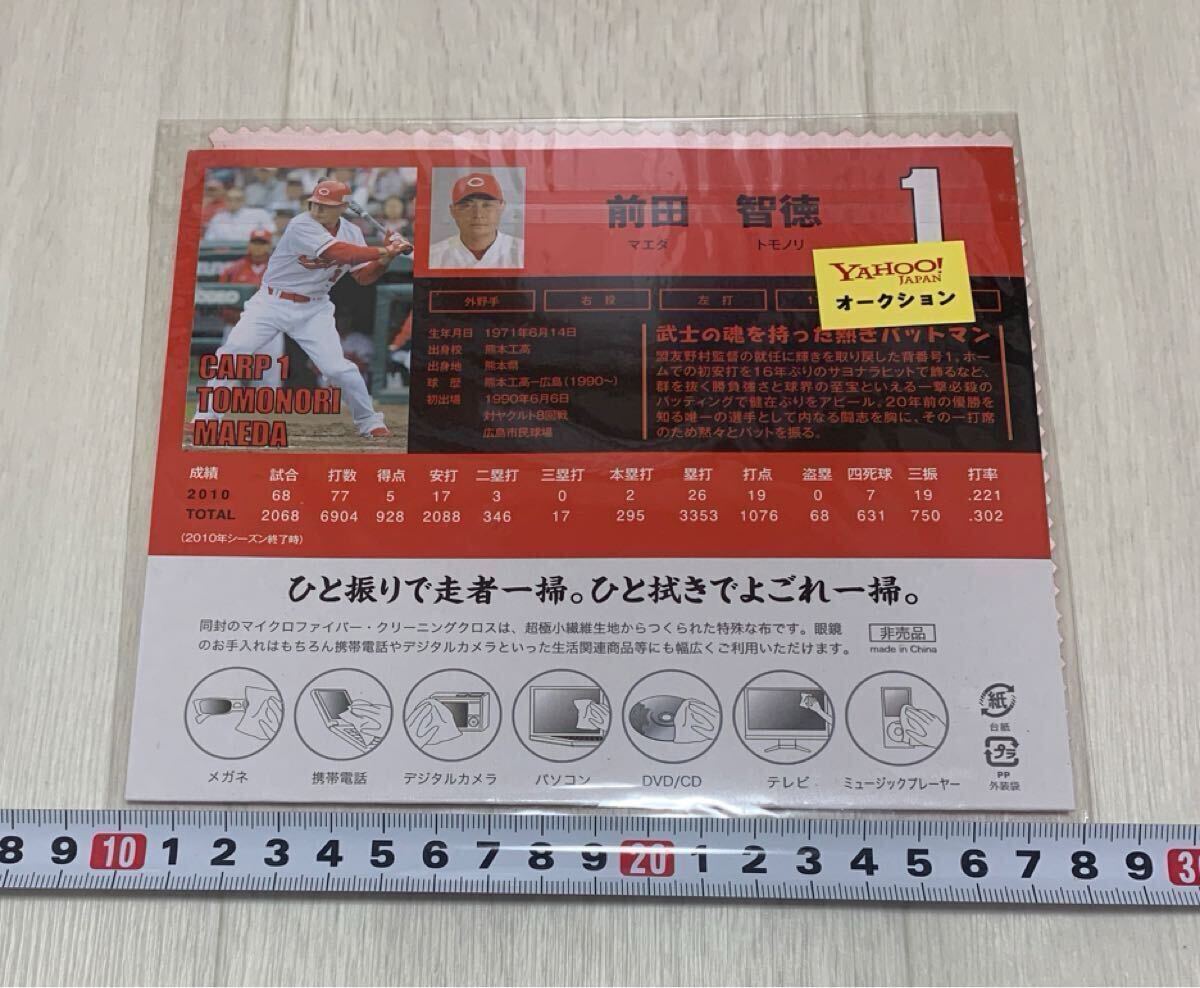 前田 智徳
マエダ トモノリ
1
YAHOO!
JAPAN
オークション
外野手 右投 左打
CARP 1
TOMONORI
MAEDA
生年月日 1971年6月14日
出身校 熊本工高
出身地 熊本県
球歴 熊本工高ー広島(1990〜)
初出場 1990年6月6日
対ヤクルト8回戦
広島市民球場
武士の魂を持った熱きバットマン
盟友野村監督の就任に輝きを取り戻した背番号1。ホー
ムでの初安打を16年ぶりのサヨナラヒットで飾るなど、
群を抜く勝負強さと球界の至宝といえる一撃必殺の
バッティングで健在ぶりをアピール。20年前の優勝を
知る唯一の選手として内なる闘志を胸に、その一打席
のため黙々とバットを振る。
成績 試合 打数 得点 安打 二塁打 三塁打 本塁打 塁打 打点 盗塁 四死球 三振 打率
2010 68 77 5 17 3 0 2 26 19 0 7 19 .221
TOTAL 2068 6904 928 2088 346 17 295 3353 1076 68 631 750 .302
(2010年シーズン終了時)
ひと振りで走者一掃。ひと拭きでよごれ一掃。
同封のマイクロファイバー・クリーニングクロスは、超極小繊維生地からつくられた特殊な布です。眼鏡
のお手入れはもちろん携帯電話やデジタルカメラといった生活関連商品等にも幅広くご利用いただけます。
非売品
made in China
メガネ 携帯電話 デジタルカメラ パソコン DVD/CD テレビ ミュージックプレーヤー
紙
台紙
プラ
PP
外装袋
8 9 10 1 2 3 4 5 6 7 8 9 20 1 2 3 4 5 6 7 8 9 30